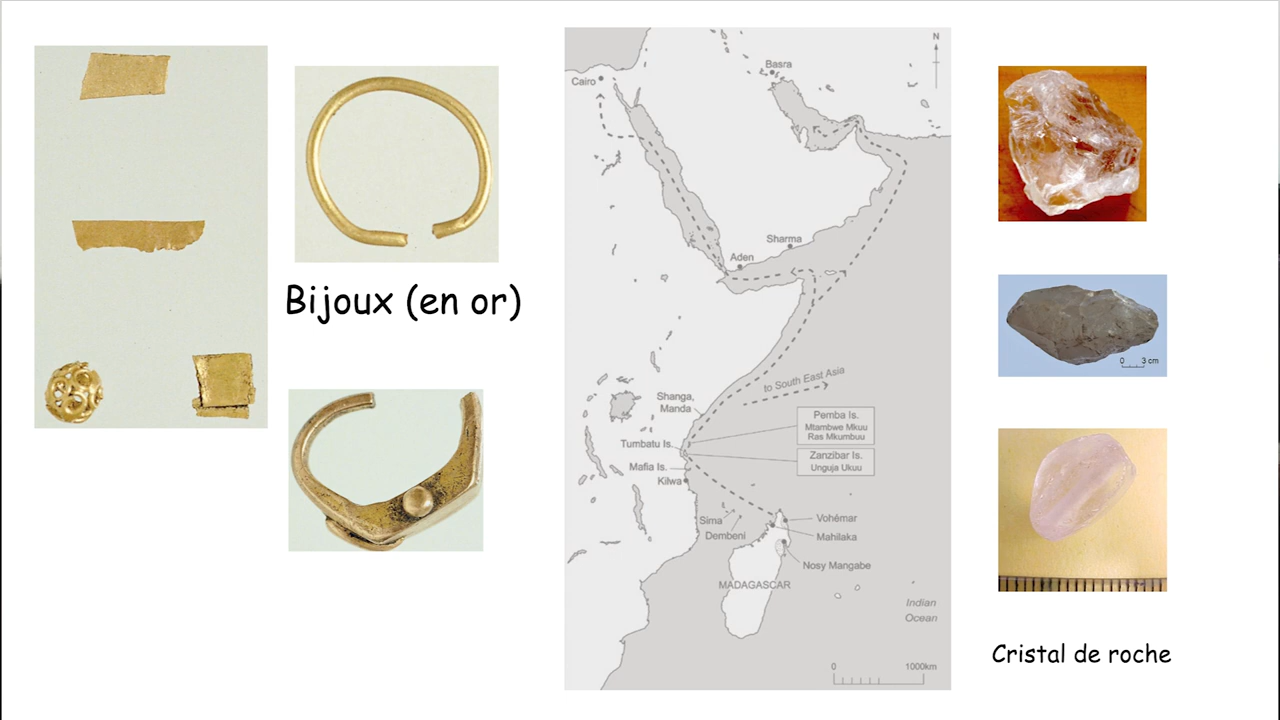 Bijoux (en or)
N
Basra
Cairo
Sharma
Aden
to South East Asia
Shanga,
Manda
Pemba Is.
Mtambwe Mkuu
Ras Mkumbuu
Tumbatu Is.
Zanzibar Is.
Unguja Ukuu
Mafia Is.
Kilwa
Sima
Dembeni
Vohémar
Mahilaka
Nosy Mangabe
MADAGASCAR
Indian
Ocean
0 1000km
0 3 cm
Cristal de roche